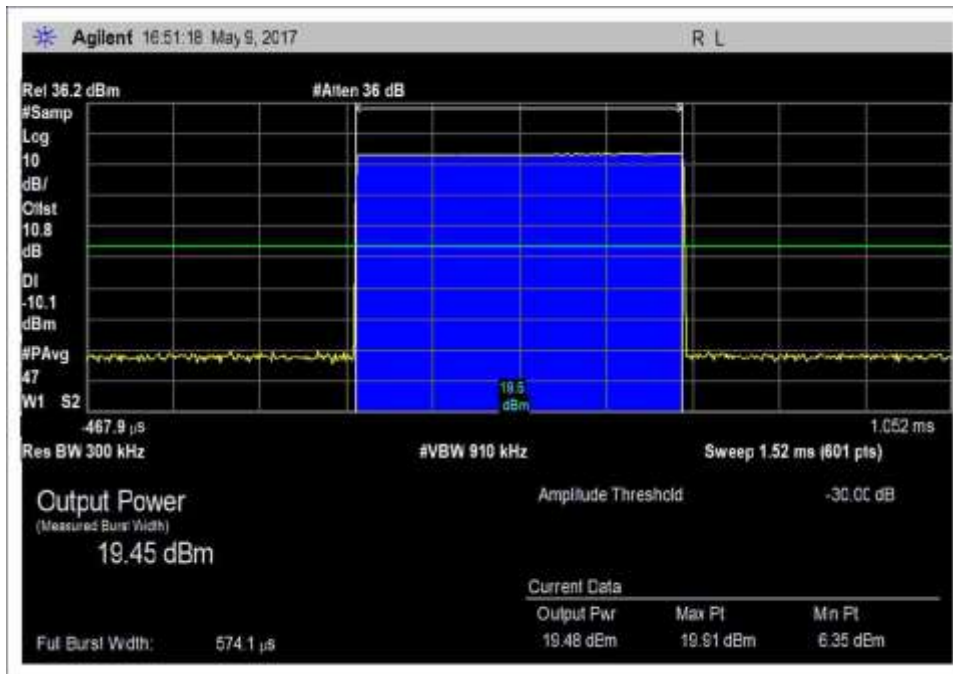 Agilent 16:51:18 May 9, 2017 R L
Ref 36.2 dBm #Atten 36 dB
#Samp
Log
10
dB/
Offst
10.8
dB
DI
-10.1
dBm
#PAvg
47
W1 S2
19.5
dBm
-467.9 µs 1.052 ms
Res BW 300 kHz #VBW 910 kHz Sweep 1.52 ms (601 pts)
Output Power
(Measured Burst Width)
19.45 dBm
Amplitude Threshold -30.00 dB
Current Data
Output Pwr Max Pt Min Pt
19.48 dBm 19.91 dBm 6.35 dBm
Full Burst Width: 574.1 µs